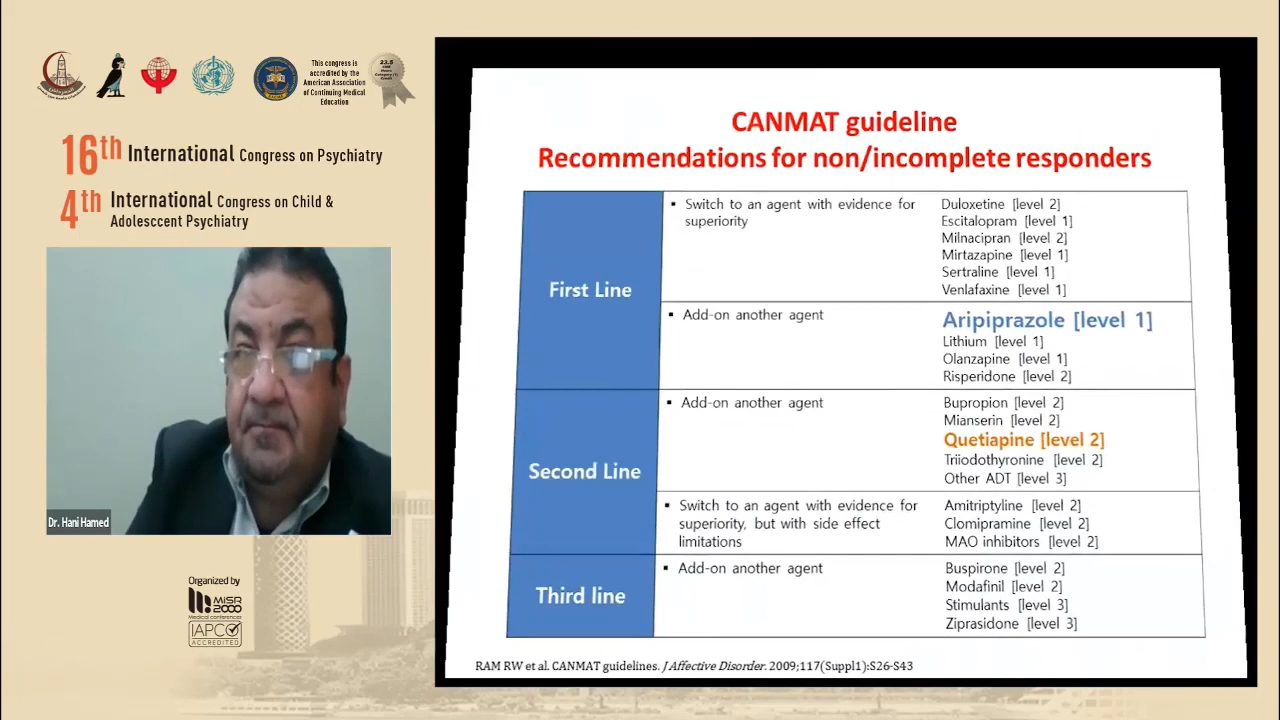 This congress is
accredited by the
American Association
of Continuing Medical
Education
23.5
16th International Congress on Psychiatry
4th International Congress on Child &
Adolesccent Psychiatry
Dr. Hani Hamed
Organized by
MISR
2000
Medical conferences
IAPCO
ACCREDITED
CANMAT guideline
Recommendations for non/incomplete responders
First Line
▪ Switch to an agent with evidence for
superiority
Duloxetine [level 2]
Escitalopram [level 1]
Milnacipran [level 2]
Mirtazapine [level 1]
Sertraline [level 1]
Venlafaxine [level 1]
▪ Add-on another agent
Aripiprazole [level 1]
Lithium [level 1]
Olanzapine [level 1]
Risperidone [level 2]
Second Line
▪ Add-on another agent
Bupropion [level 2]
Mianserin [level 2]
Quetiapine [level 2]
Triiodothyronine [level 2]
Other ADT [level 3]
▪ Switch to an agent with evidence for
superiority, but with side effect
limitations
Amitriptyline [level 2]
Clomipramine [level 2]
MAO inhibitors [level 2]
Third line
▪ Add-on another agent
Buspirone [level 2]
Modafinil [level 2]
Stimulants [level 3]
Ziprasidone [level 3]
RAM RW et al. CANMAT guidelines. J Affective Disorder. 2009;117(Suppl1):S26-S43